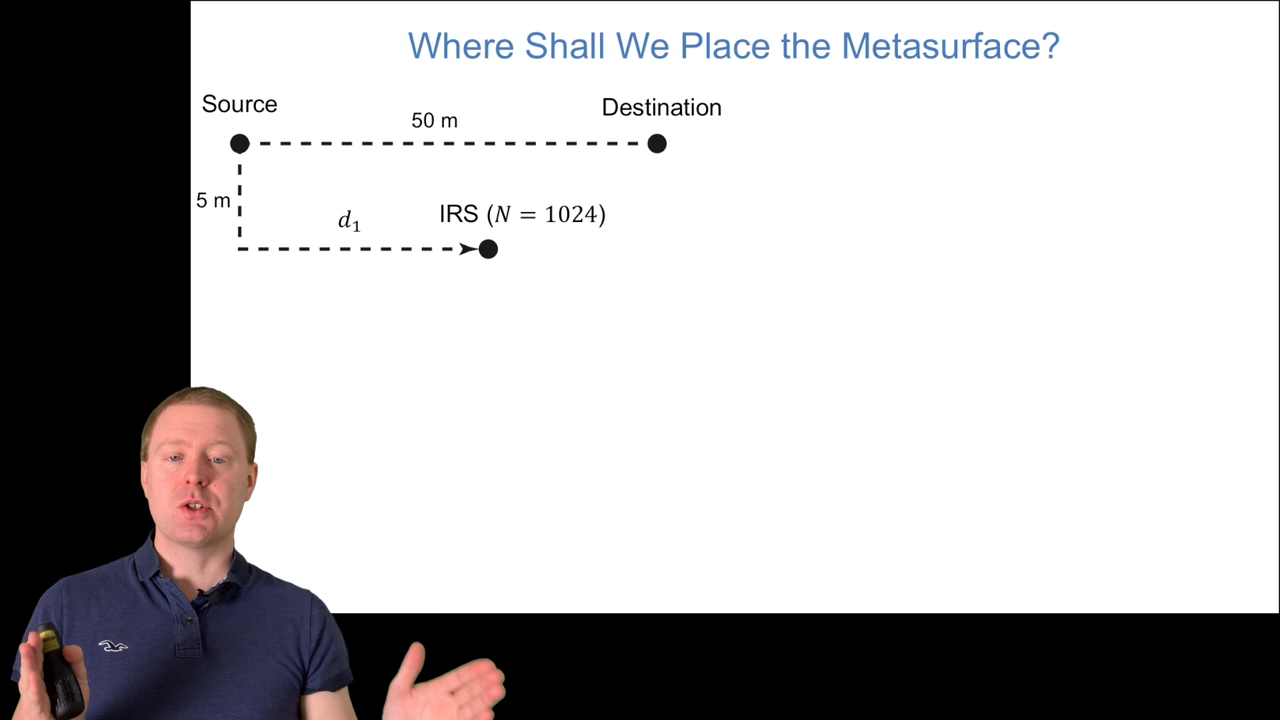 Where Shall We Place the Metasurface?
Source
Destination
50 m
5 m
d₁
IRS (N = 1024)